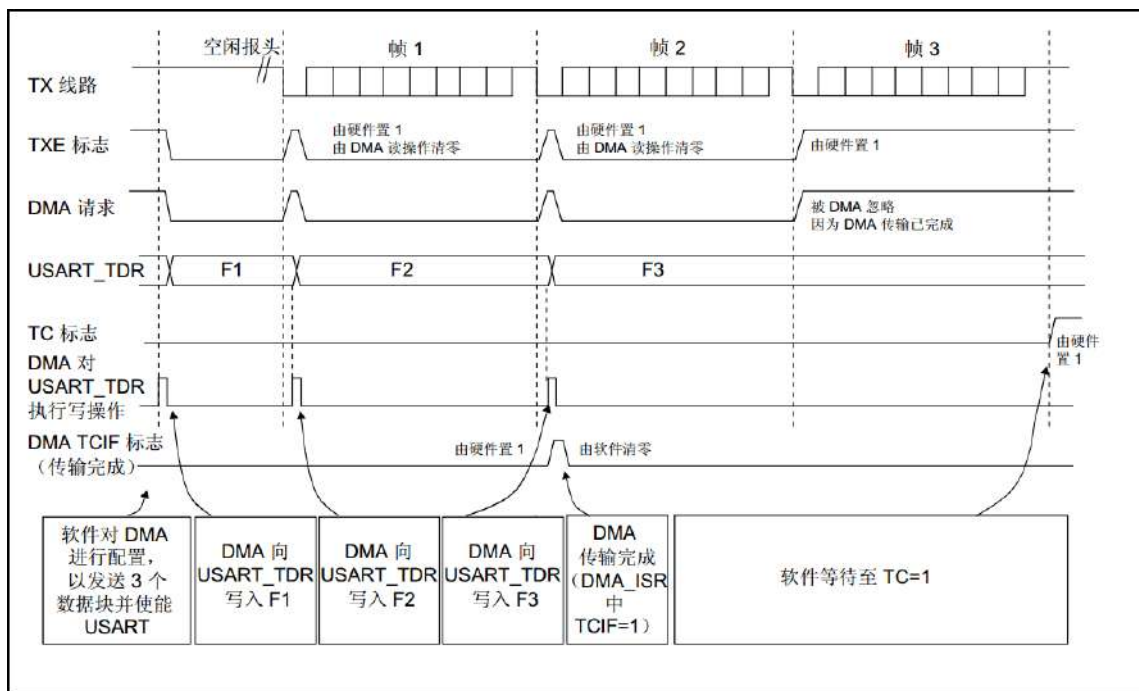 空闲报头
帧 1
帧 2
帧 3
TX 线路
TXE 标志
由硬件置 1
由 DMA 读操作清零
由硬件置 1
由 DMA 读操作清零
由硬件置 1
DMA 请求
被 DMA 忽略
因为 DMA 传输已完成
USART_TDR
F1
F2
F3
TC 标志
由硬件
置 1
DMA 对
USART_TDR
执行写操作
DMA TCIF 标志
（传输完成）
由硬件置 1
由软件清零
软件对 DMA
进行配置，
以发送 3 个
数据块并使能
USART
DMA 向
USART_TDR
写入 F1
DMA 向
USART_TDR
写入 F2
DMA 向
USART_TDR
写入 F3
DMA
传输完成
（DMA_ISR
中
TCIF=1）
软件等待至 TC=1